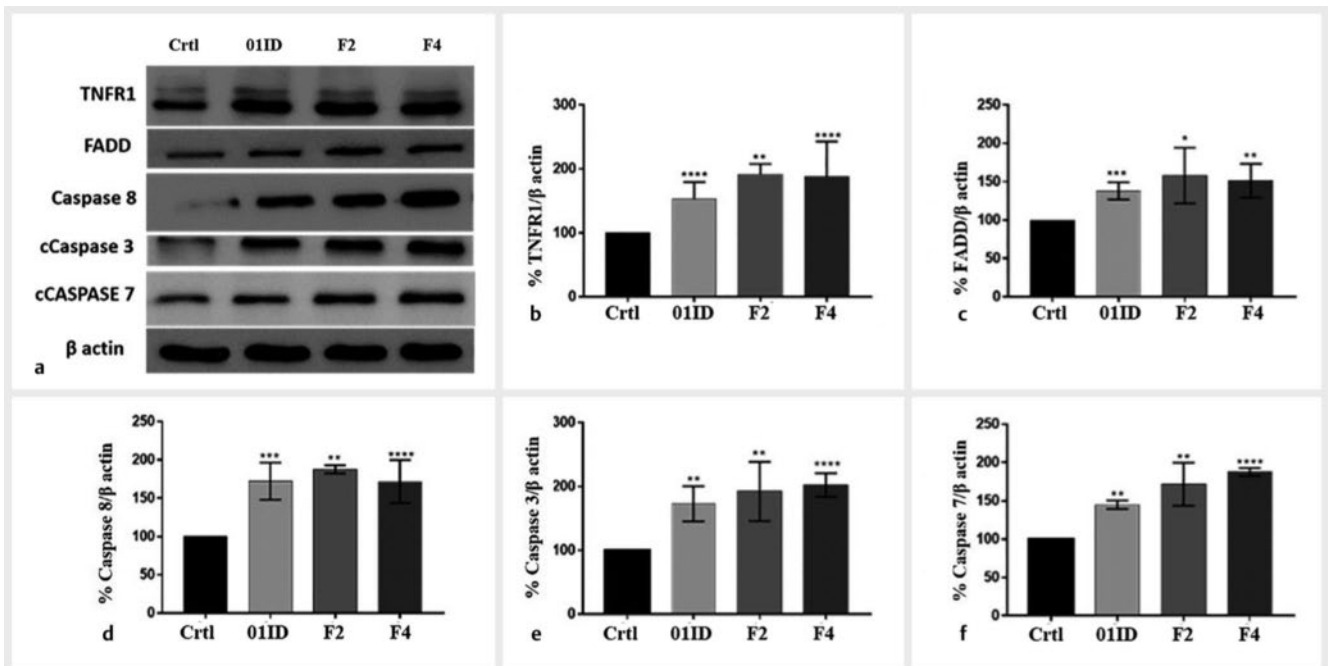 Crtl 01ID F2 F4
TNFR1
FADD
Caspase 8
cCaspase 3
cCASPASE 7
β actin
a
% TNFR1/β actin
300
200
100
0
****
**
****
Crtl 01ID F2 F4
b
% FADD/β actin
250
200
150
100
50
0
***
*
**
Crtl 01ID F2 F4
c
% Caspase 8/β actin
250
200
150
100
50
0
***
**
****
Crtl 01ID F2 F4
d
% Caspase 3/β actin
300
200
100
0
**
**
****
Crtl 01ID F2 F4
e
% Caspase 7/β actin
250
200
150
100
50
0
**
**
****
Crtl 01ID F2 F4
f